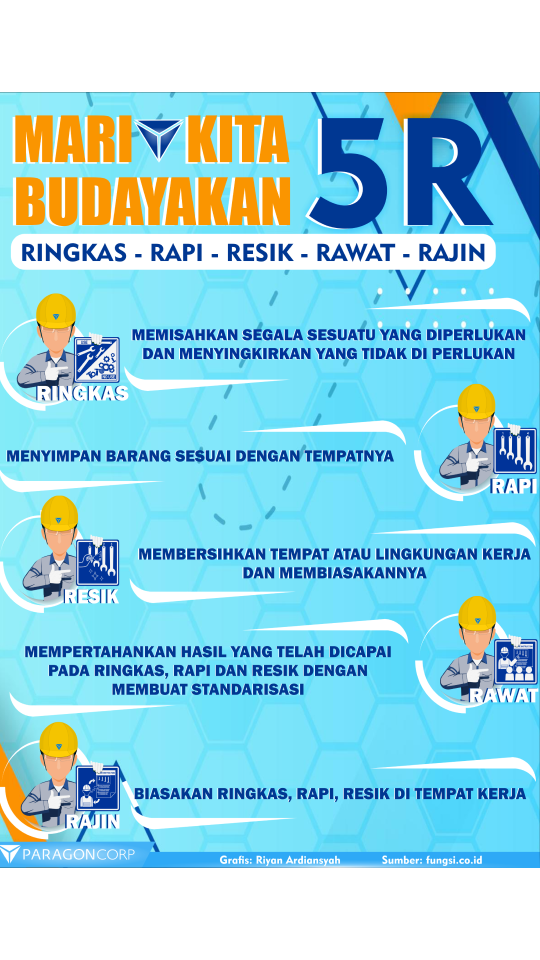 MARI KITA
BUDAYAKAN
5R
RINGKAS - RAPI - RESIK - RAWAT - RAJIN
MEMISAHKAN SEGALA SESUATU YANG DIPERLUKAN
DAN MENYINGKIRKAN YANG TIDAK DI PERLUKAN
RINGKAS
MENYIMPAN BARANG SESUAI DENGAN TEMPATNYA
RAPI
MEMBERSIHKAN TEMPAT ATAU LINGKUNGAN KERJA
DAN MEMBIASAKANNYA
RESIK
MEMPERTAHANKAN HASIL YANG TELAH DICAPAI
PADA RINGKAS, RAPI DAN RESIK DENGAN
MEMBUAT STANDARISASI
RAWAT
BIASAKAN RINGKAS, RAPI, RESIK DI TEMPAT KERJA
RAJIN
PARAGONCORP
Grafis: Riyan Ardiansyah
Sumber: fungsi.co.id